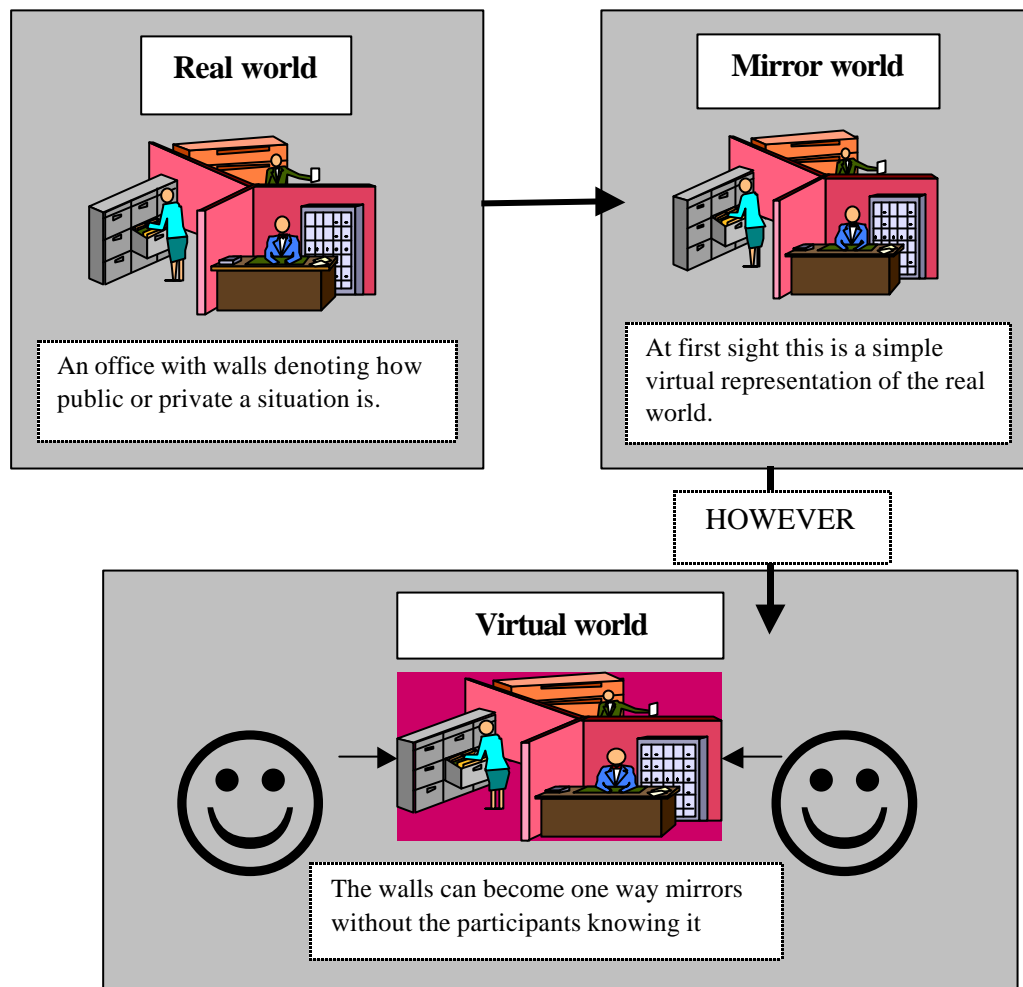 Real world
An office with walls denoting how
public or private a situation is.
Mirror world
At first sight this is a simple
virtual representation of the real
world.
HOWEVER
Virtual world
The walls can become one way mirrors
without the participants knowing it